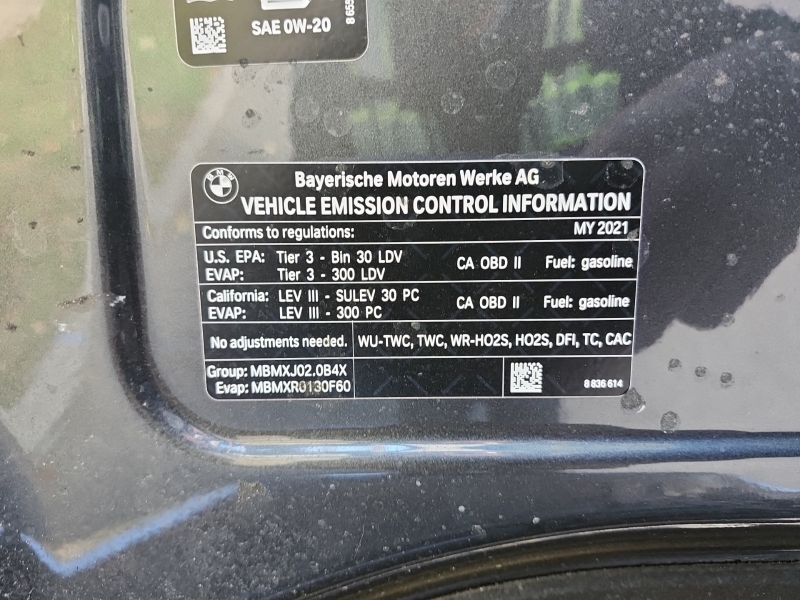 SAE 0W-20
BMW
Bayerische Motoren Werke AG
VEHICLE EMISSION CONTROL INFORMATION
Conforms to regulations: MY 2021
U.S. EPA: Tier 3 - Bin 30 LDV CA OBD II Fuel: gasoline
EVAP: Tier 3 - 300 LDV
California: LEV III - SULEV 30 PC CA OBD II Fuel: gasoline
EVAP: LEV III - 300 PC
No adjustments needed. WU-TWC, TWC, WR-HO2S, HO2S, DFI, TC, CAC
Group: MBMXJ02.0B4X
Evap: MBMXR0130F60 8 836 614